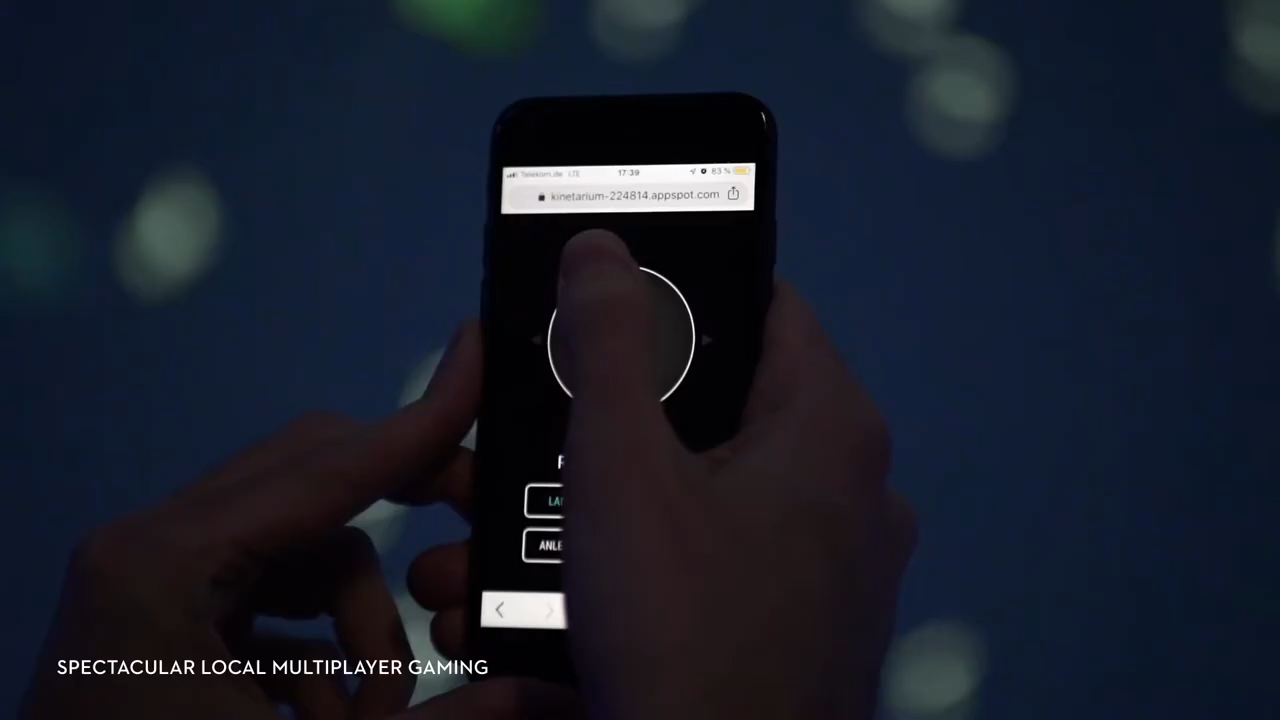 Telekom.de LTE 17:39 83 %
kinetarium-224814.appspot.com
SPECTACULAR LOCAL MULTIPLAYER GAMING